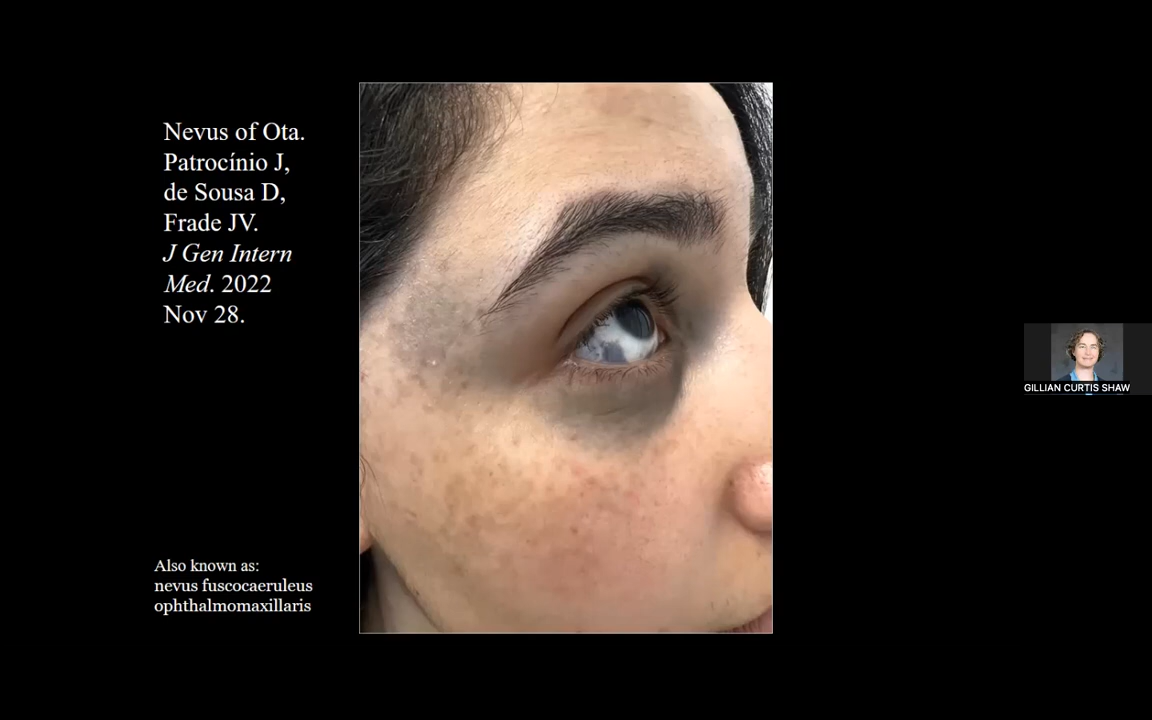 Nevus of Ota.
Patrocínio J,
de Sousa D,
Frade JV.
J Gen Intern
Med. 2022
Nov 28.
Also known as:
nevus fuscocaeruleus
ophthalmomaxillaris
GILLIAN CURTIS SHAW